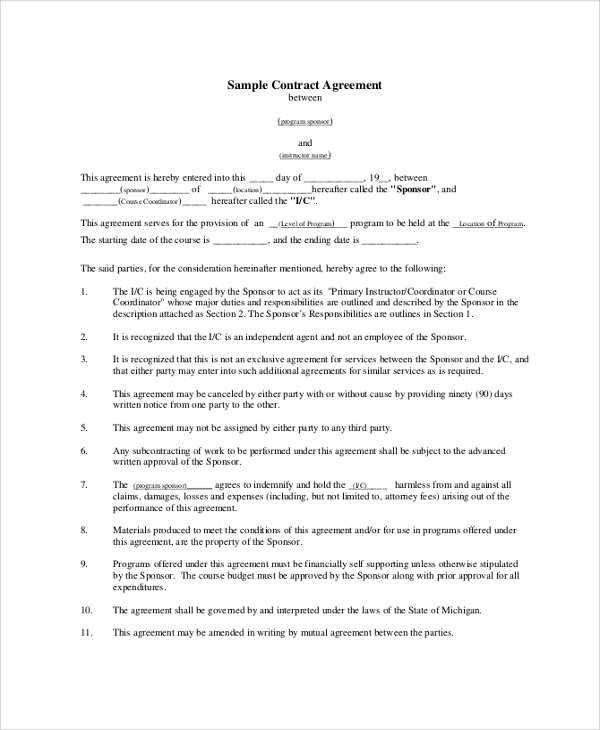 Sample Contract Agreement
between
(program sponsor)
and
(instructor name)
This agreement is hereby entered into this _____ day of ____________, 19__, between
________(sponsor)________ of _____(location)__________hereafter called the "Sponsor", and
_______(Course Coordinator)_____ hereafter called the "I/C".
This agreement serves for the provision of an __(Level of Program)___ program to be held at the _Location of Program.
The starting date of the course is ___________, and the ending date is ___________.
The said parties, for the consideration hereinafter mentioned, hereby agree to the following:
1. The I/C is being engaged by the Sponsor to act as its "Primary Instructor/Coordinator or Course
Coordinator" whose major duties and responsibilities are outlined and described by the Sponsor in the
description attached as Section 2. The Sponsor's Responsibilities are outlines in Section 1.
2. It is recognized that the I/C is an independent agent and not an employee of the Sponsor.
3. It is recognized that this is not an exclusive agreement for services between the Sponsor and the I/C, and
that either party may enter into such additional agreements for similar services as is required.
4. This agreement may be canceled by either party with or without cause by providing ninety (90) days
written notice from one party to the other.
5. This agreement may not be assigned by either party to any third party.
6. Any subcontracting of work to be performed under this agreement shall be subject to the advanced
written approval of the Sponsor.
7. The _(program sponsor)______ agrees to indemnify and hold the _(I/C)____ harmless from and against all
claims, damages, losses and expenses (including, but not limited to, attorney fees) arising out of the
performance of this agreement.
8. Materials produced to meet the conditions of this agreement and/or for use in programs offered under
this agreement, are the property of the Sponsor.
9. Programs offered under this agreement must be financially self supporting unless otherwise stipulated
by the Sponsor. The course budget must be approved by the Sponsor along with prior approval for all
expenditures.
10. The agreement shall be governed by and interpreted under the laws of the State of Michigan.
11. This agreement may be amended in writing by mutual agreement between the parties.